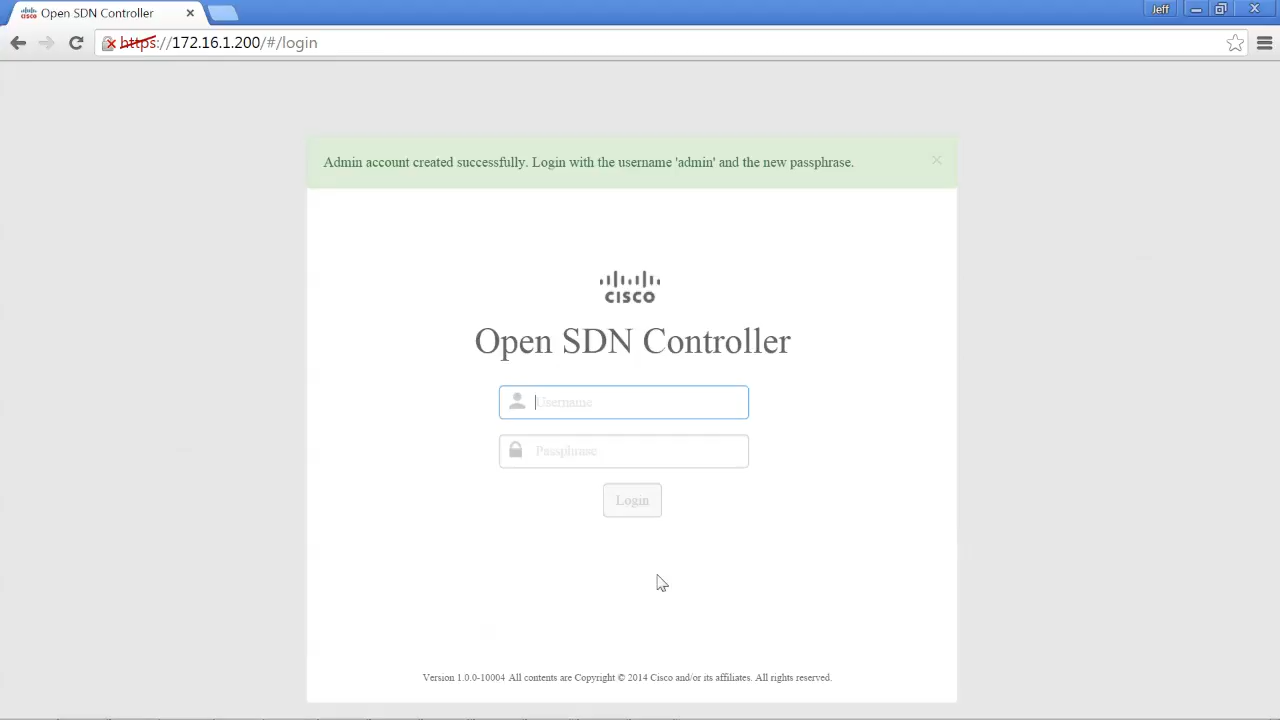 Open SDN Controller
Jeff
https://172.16.1.200/#/login
Admin account created successfully. Login with the username 'admin' and the new passphrase.
CISCO
Open SDN Controller
Username
Passphrase
Login
Version 1.0.0-10004 All contents are Copyright © 2014 Cisco and/or its affiliates. All rights reserved.